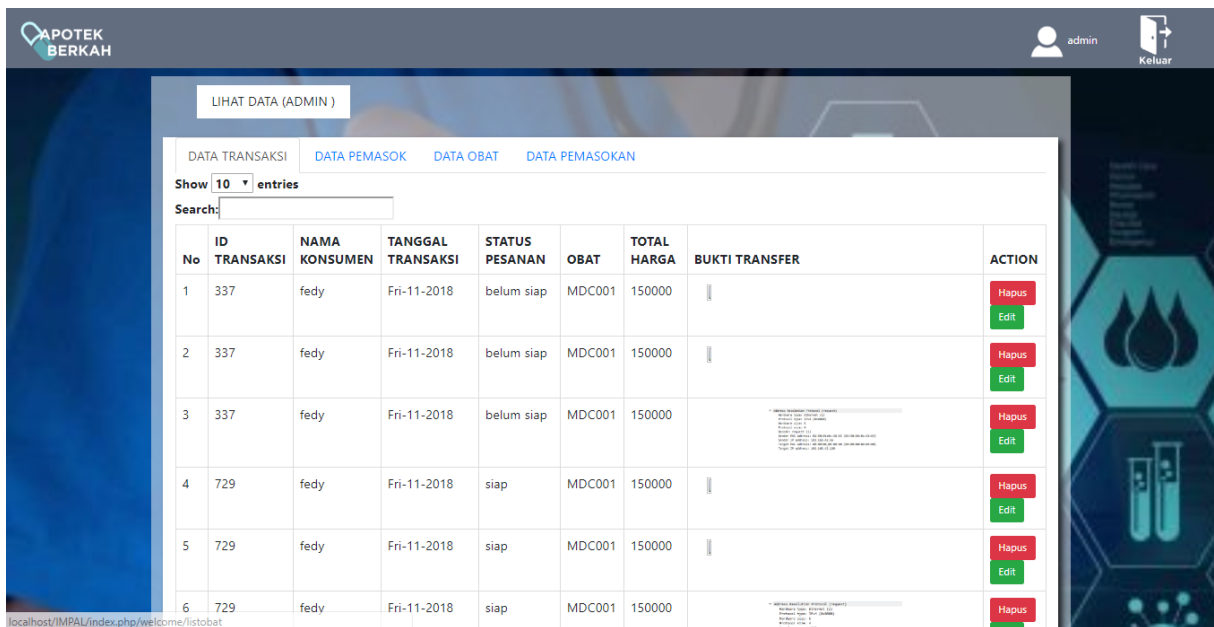 APOTEK
BERKAH
admin
Keluar
LIHAT DATA (ADMIN )
DATA TRANSAKSI DATA PEMASOK DATA OBAT DATA PEMASOKAN
Show 10 entries
Search:
No ID TRANSAKSI NAMA KONSUMEN TANGGAL TRANSAKSI STATUS PESANAN OBAT TOTAL HARGA BUKTI TRANSFER ACTION
1 337 fedy Fri-11-2018 belum siap MDC001 150000 Hapus
Edit
2 337 fedy Fri-11-2018 belum siap MDC001 150000 Hapus
Edit
3 337 fedy Fri-11-2018 belum siap MDC001 150000 Hapus
Edit
4 729 fedy Fri-11-2018 siap MDC001 150000 Hapus
Edit
5 729 fedy Fri-11-2018 siap MDC001 150000 Hapus
Edit
6 729 fedy Fri-11-2018 siap MDC001 150000 Hapus
localhost/IMPAL/index.php/welcome/listobat